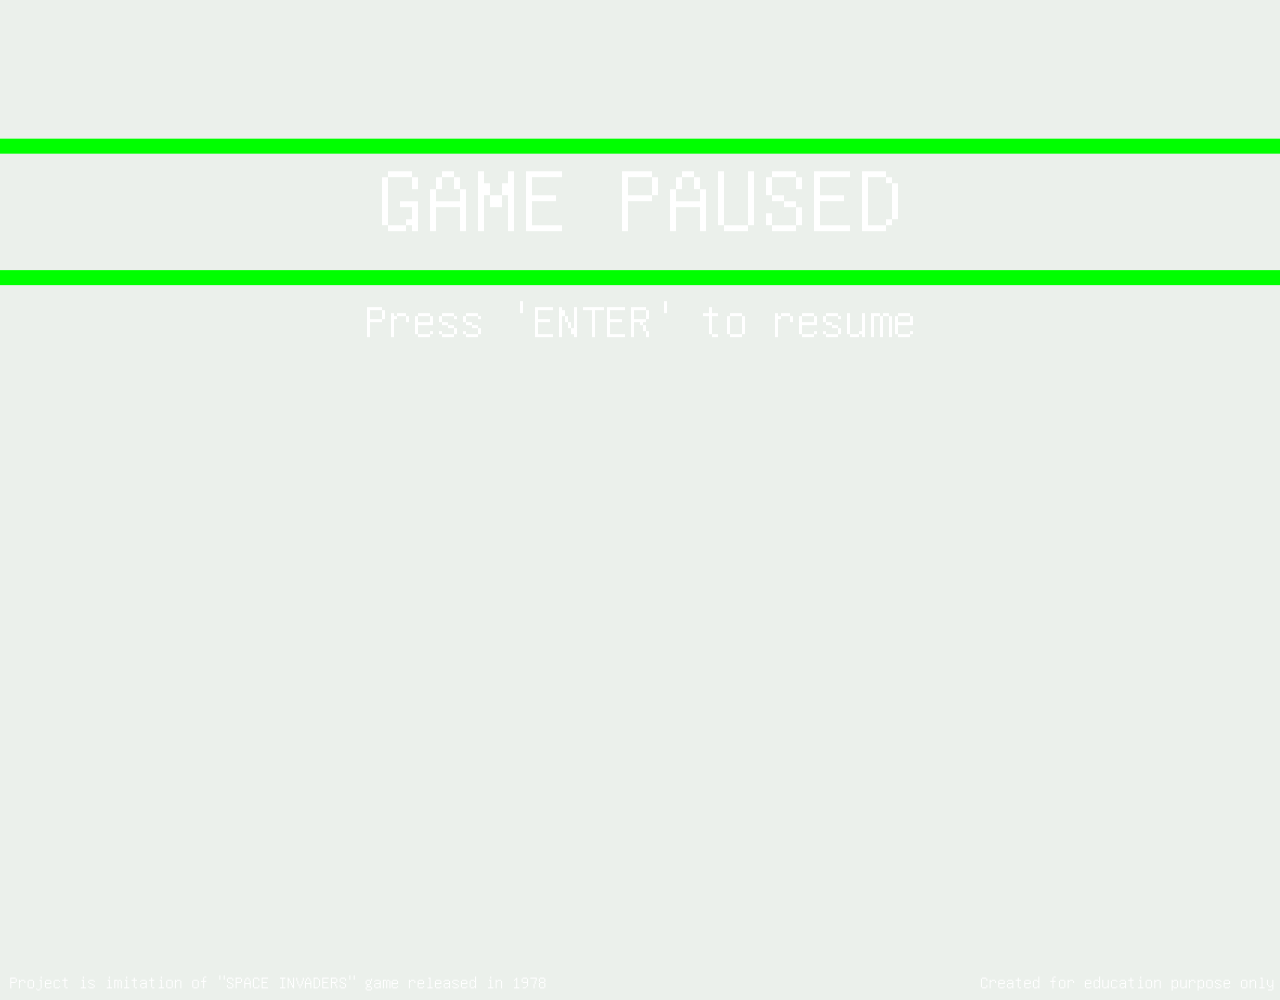 GAME PAUSED
Press 'ENTER' to resume
Project is imitation of "SPACE INVADERS" game released in 1978
Created for education purpose only